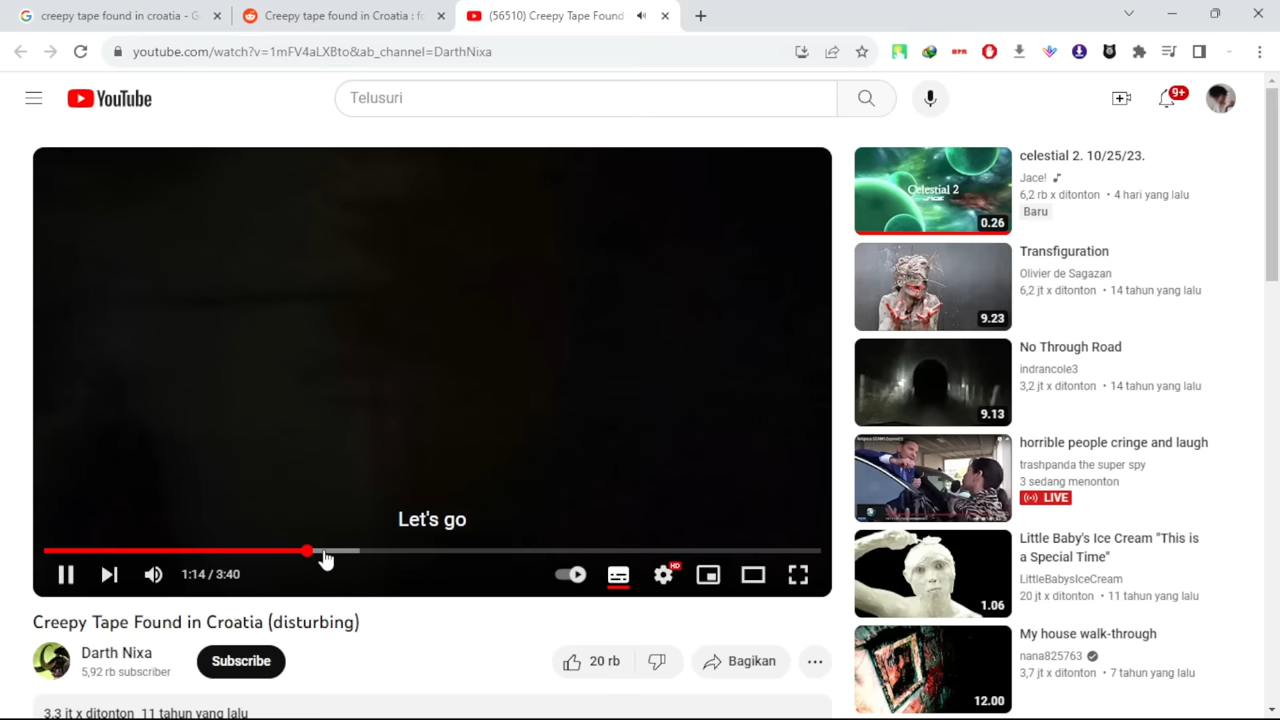 creepy tape found in croatia - G
Creepy tape found in Croatia : fo
(56510) Creepy Tape Found
youtube.com/watch?v=1mFV4aLXBto&ab_channel=DarthNixa
YouTube
Telusuri
9+
Let's go
1:14 / 3:40
HD
Creepy Tape Found in Croatia (disturbing)
Darth Nixa
5,92 rb subscriber
Subscribe
20 rb
Bagikan
3,3 jt x ditonton 11 tahun yang lalu
Celestial 2
0.26
celestial 2. 10/25/23.
Jace!
6,2 rb x ditonton • 4 hari yang lalu
Baru
9.23
Transfiguration
Olivier de Sagazan
6,2 jt x ditonton • 14 tahun yang lalu
9.13
No Through Road
indrancole3
3,2 jt x ditonton • 14 tahun yang lalu
horrible people cringe and laugh
trashpanda the super spy
3 sedang menonton
LIVE
1.06
Little Baby's Ice Cream "This is
a Special Time"
LittleBabysIceCream
20 jt x ditonton • 11 tahun yang lalu
12.00
My house walk-through
nana825763
3,7 jt x ditonton • 7 tahun yang lalu